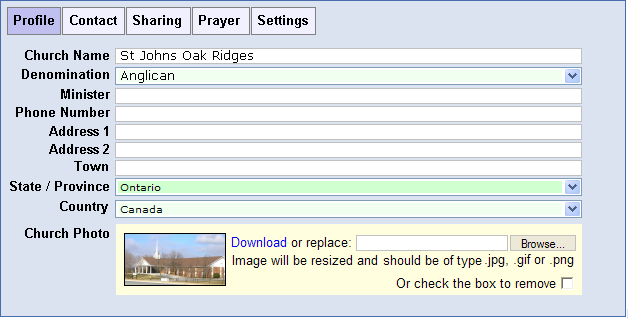 Profile Contact Sharing Prayer Settings
Church Name St Johns Oak Ridges
Denomination Anglican
Minister
Phone Number
Address 1
Address 2
Town
State / Province Ontario
Country Canada
Church Photo Download or replace: Browse...
Image will be resized and should be of type .jpg, .gif or .png
Or check the box to remove